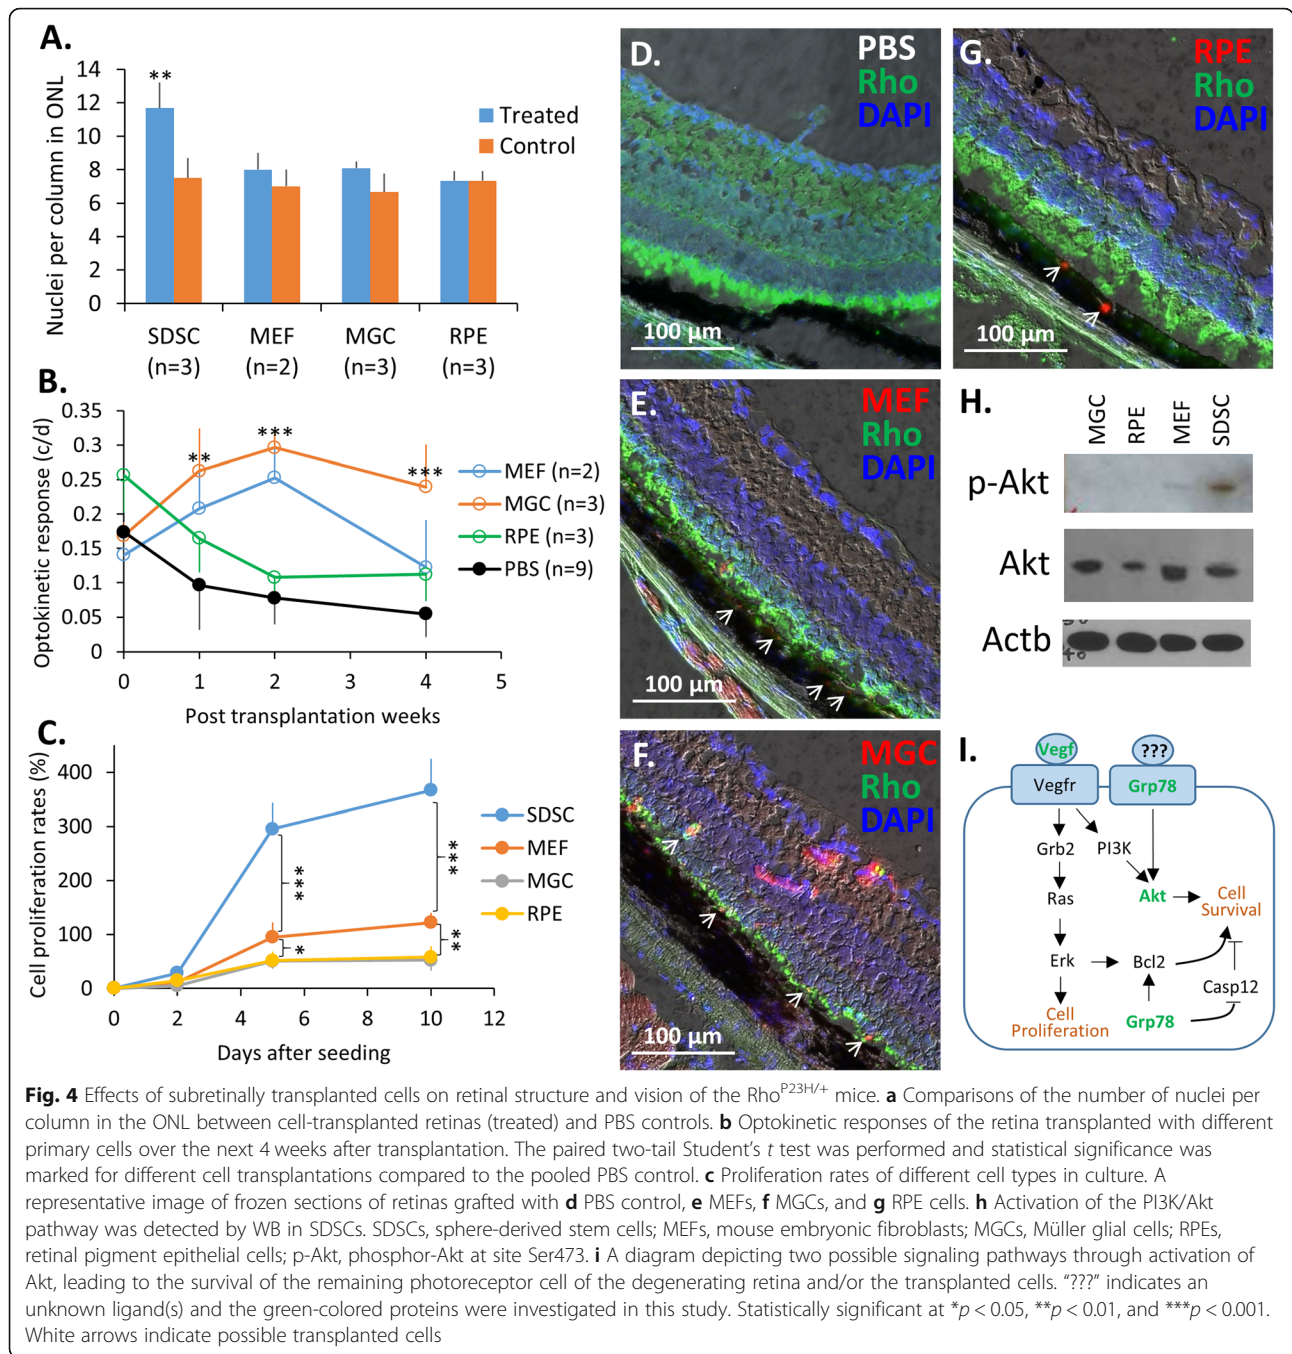 A.
14
12
10
8
6
4
2
0
Nuclei per column in ONL
**
Treated
Control
SDSC
(n=3)
MEF
(n=2)
MGC
(n=3)
RPE
(n=3)
B.
0.35
0.3
0.25
0.2
0.15
0.1
0.05
0
Optokinetic response (c/d)
**
***
***
MEF (n=2)
MGC (n=3)
RPE (n=3)
PBS (n=9)
0 1 2 3 4 5
Post transplantation weeks
C.
400
300
200
100
0
Cell proliferation rates (%)
***
*
***
**
SDSC
MEF
MGC
RPE
0 2 4 6 8 10 12
Days after seeding
D.
PBS
Rho
DAPI
100 µm
E.
MEF
Rho
DAPI
100 µm
F.
MGC
Rho
DAPI
100 µm
G.
RPE
Rho
DAPI
100 µm
H.
MGC
RPE
MEF
SDSC
p-Akt
Akt
Actb
40
I.
Vegf
???
Vegfr
Grp78
Grb2
PI3K
Ras
Akt
Cell
Survival
Erk
Bcl2
Casp12
Cell
Proliferation
Grp78
Fig. 4 Effects of subretinally transplanted cells on retinal structure and vision of the Rho^P23H/+ mice. a Comparisons of the number of nuclei per
column in the ONL between cell-transplanted retinas (treated) and PBS controls. b Optokinetic responses of the retina transplanted with different
primary cells over the next 4 weeks after transplantation. The paired two-tail Student's t test was performed and statistical significance was
marked for different cell transplantations compared to the pooled PBS control. c Proliferation rates of different cell types in culture. A
representative image of frozen sections of retinas grafted with d PBS control, e MEFs, f MGCs, and g RPE cells. h Activation of the PI3K/Akt
pathway was detected by WB in SDSCs. SDSCs, sphere-derived stem cells; MEFs, mouse embryonic fibroblasts; MGCs, Müller glial cells; RPEs,
retinal pigment epithelial cells; p-Akt, phosphor-Akt at site Ser473. i A diagram depicting two possible signaling pathways through activation of
Akt, leading to the survival of the remaining photoreceptor cell of the degenerating retina and/or the transplanted cells. "???" indicates an
unknown ligand(s) and the green-colored proteins were investigated in this study. Statistically significant at *p < 0.05, **p < 0.01, and ***p < 0.001.
White arrows indicate possible transplanted cells